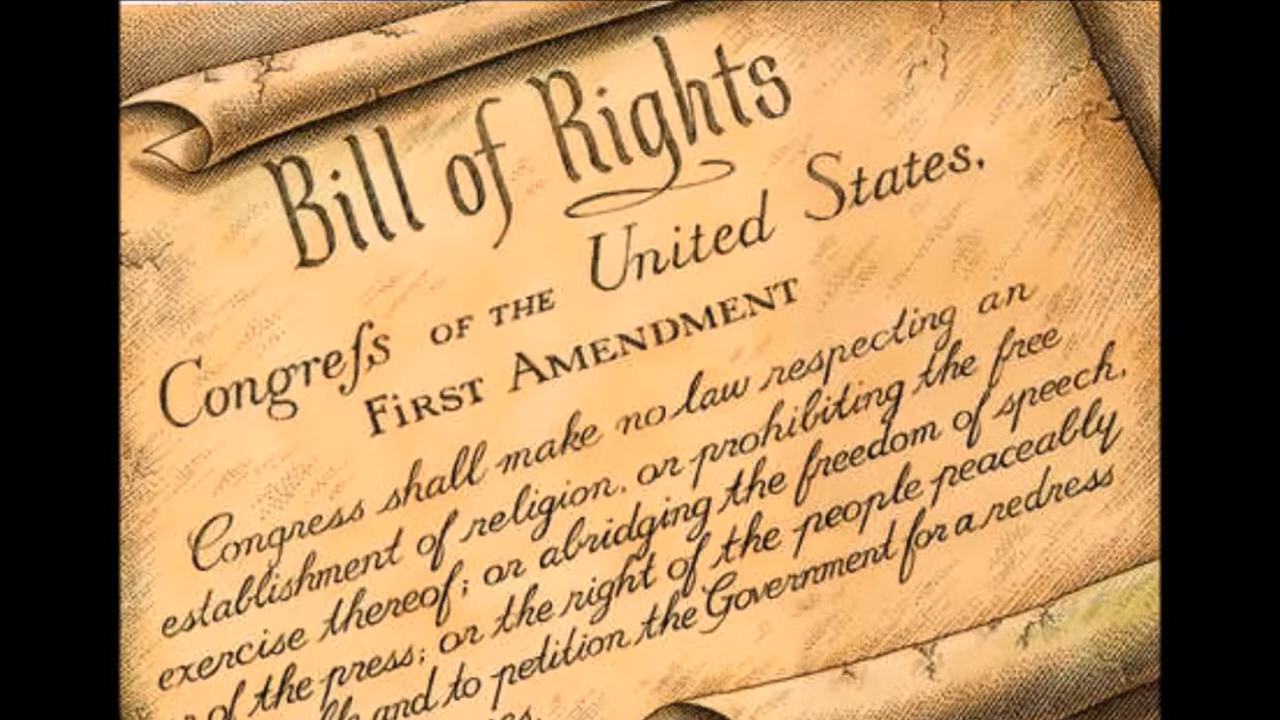 Bill of Rights
Congreſs OF THE United States,
FIRST AMENDMENT
Congress shall make no law respecting an
establishment of religion, or prohibiting the free
exercise thereof; or abridging the freedom of speech,
of the press; or the right of the people peaceably
and to petition the Government for a redress